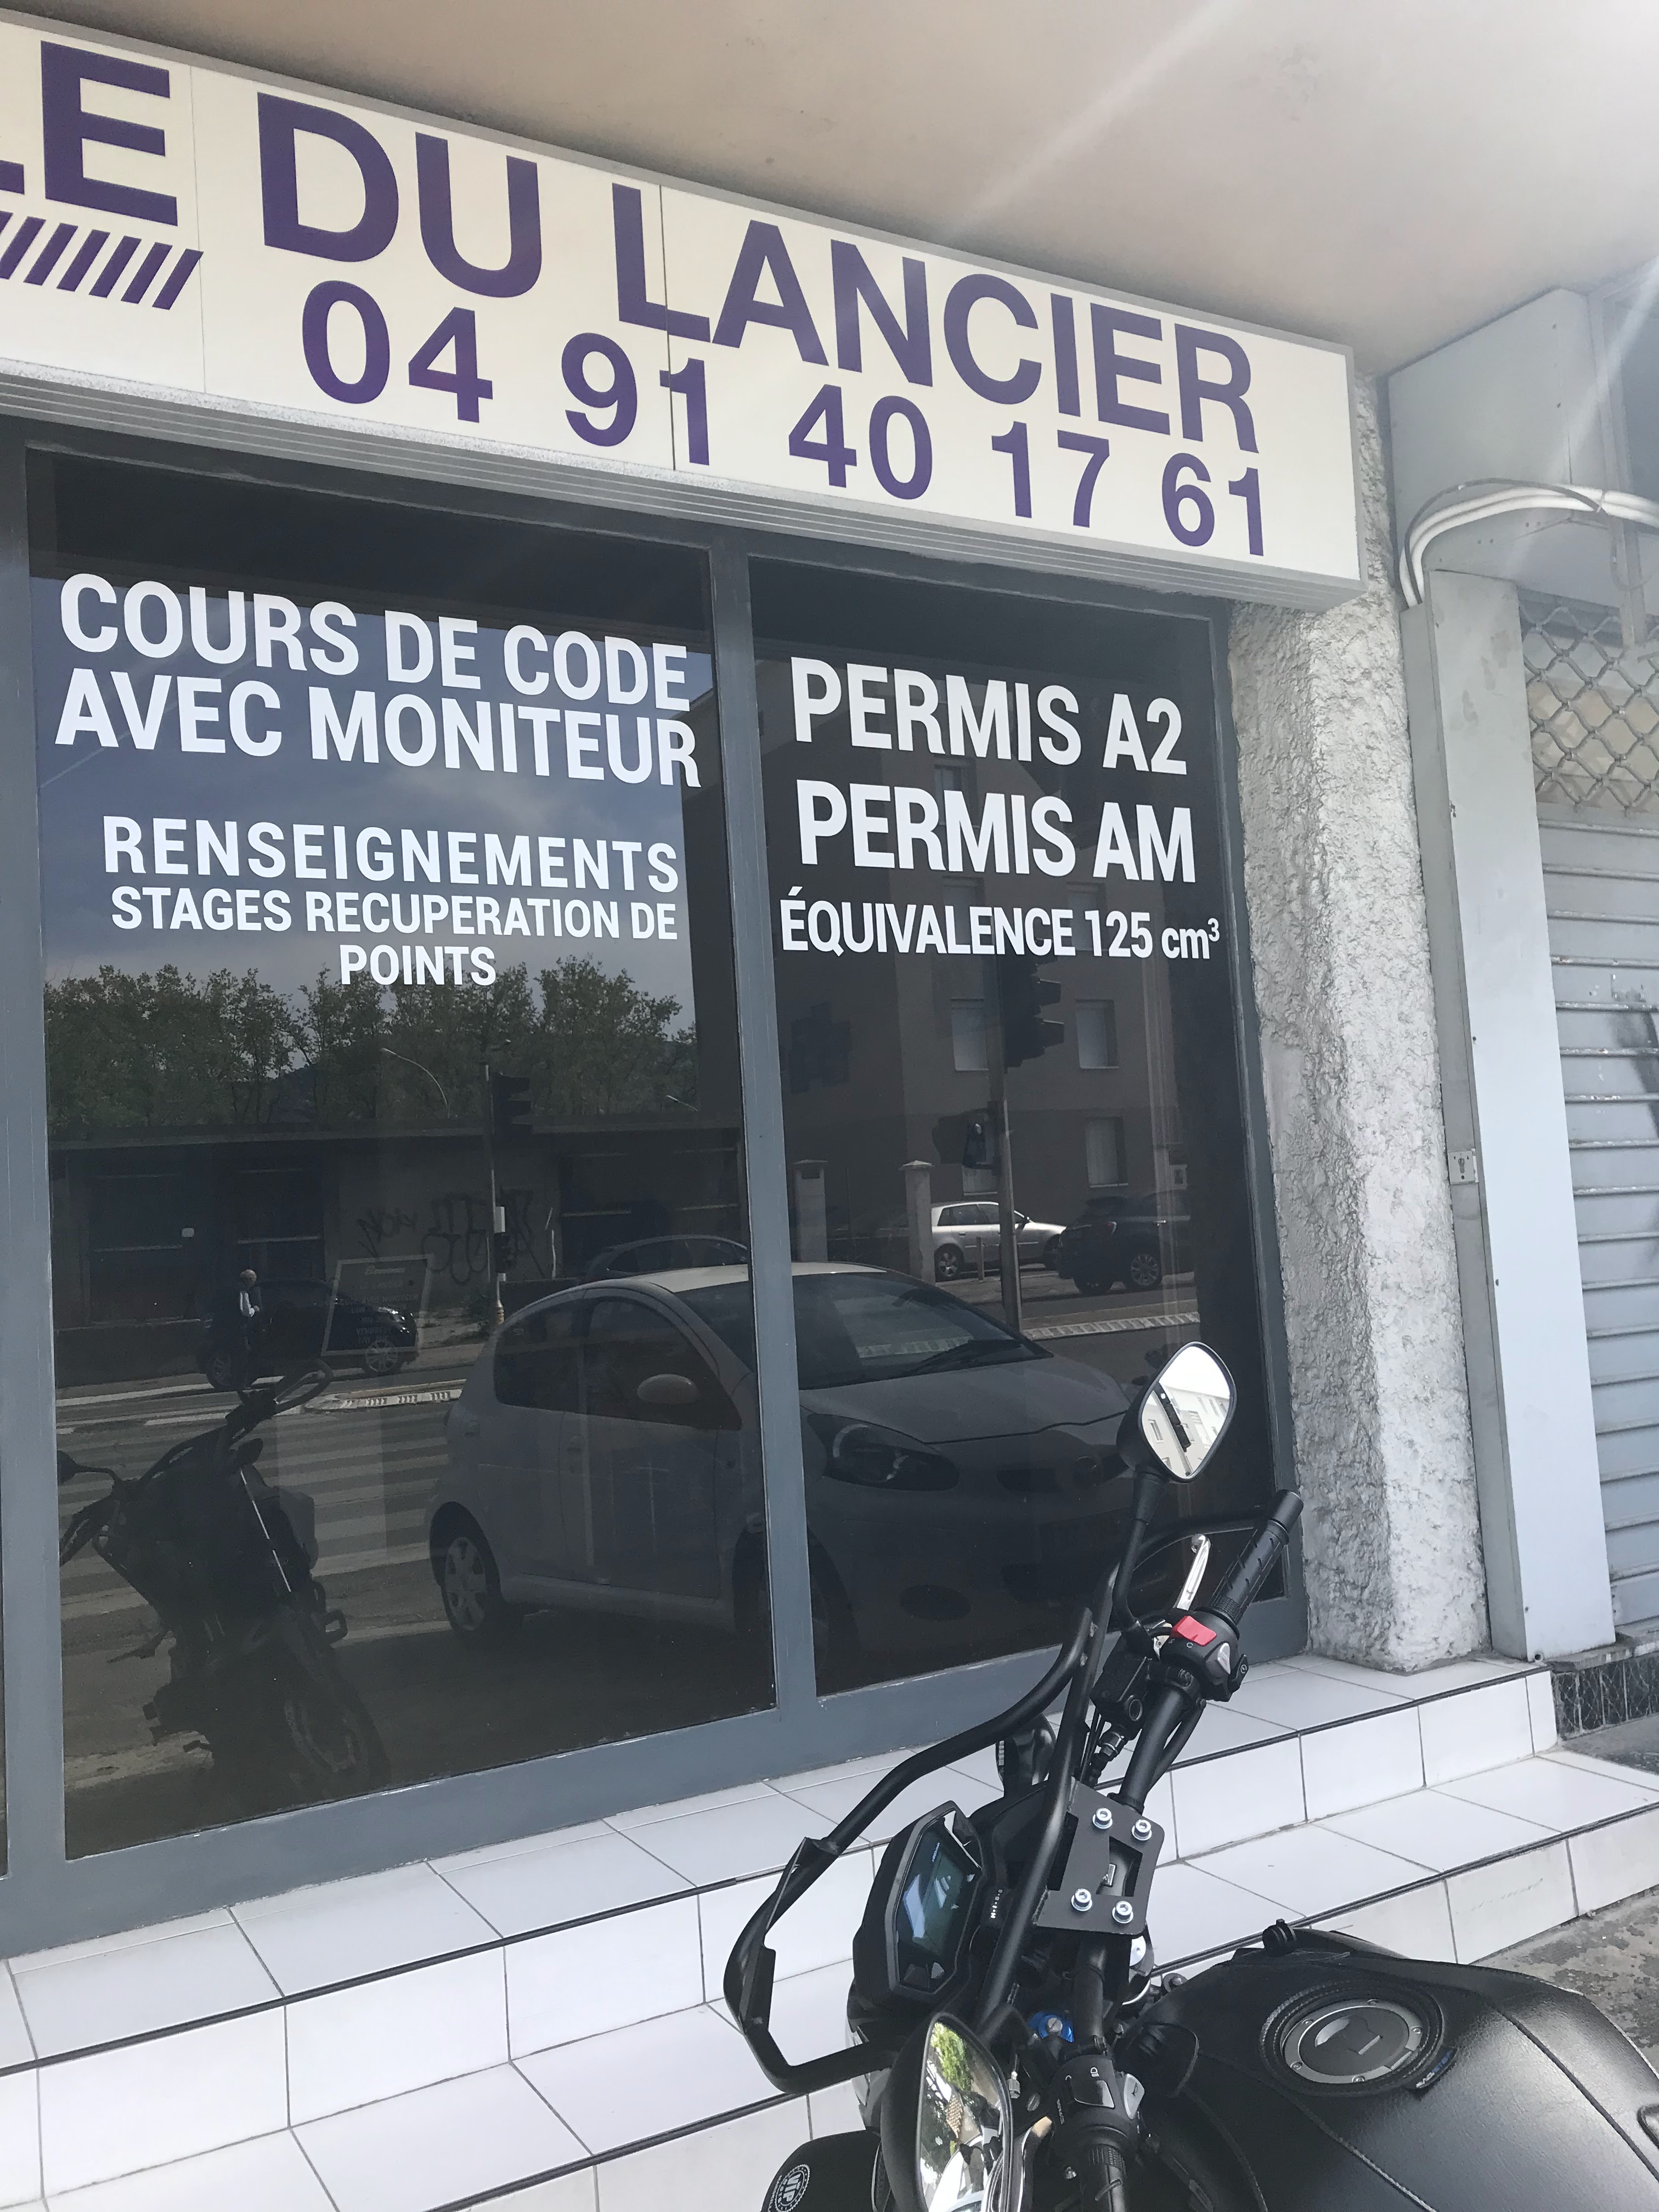 LE DU LANCIER
04 91 40 17 61
COURS DE CODE
AVEC MONITEUR
RENSEIGNEMENTS
STAGES RECUPERATION DE
POINTS
PERMIS A2
PERMIS AM
ÉQUIVALENCE 125 cm³